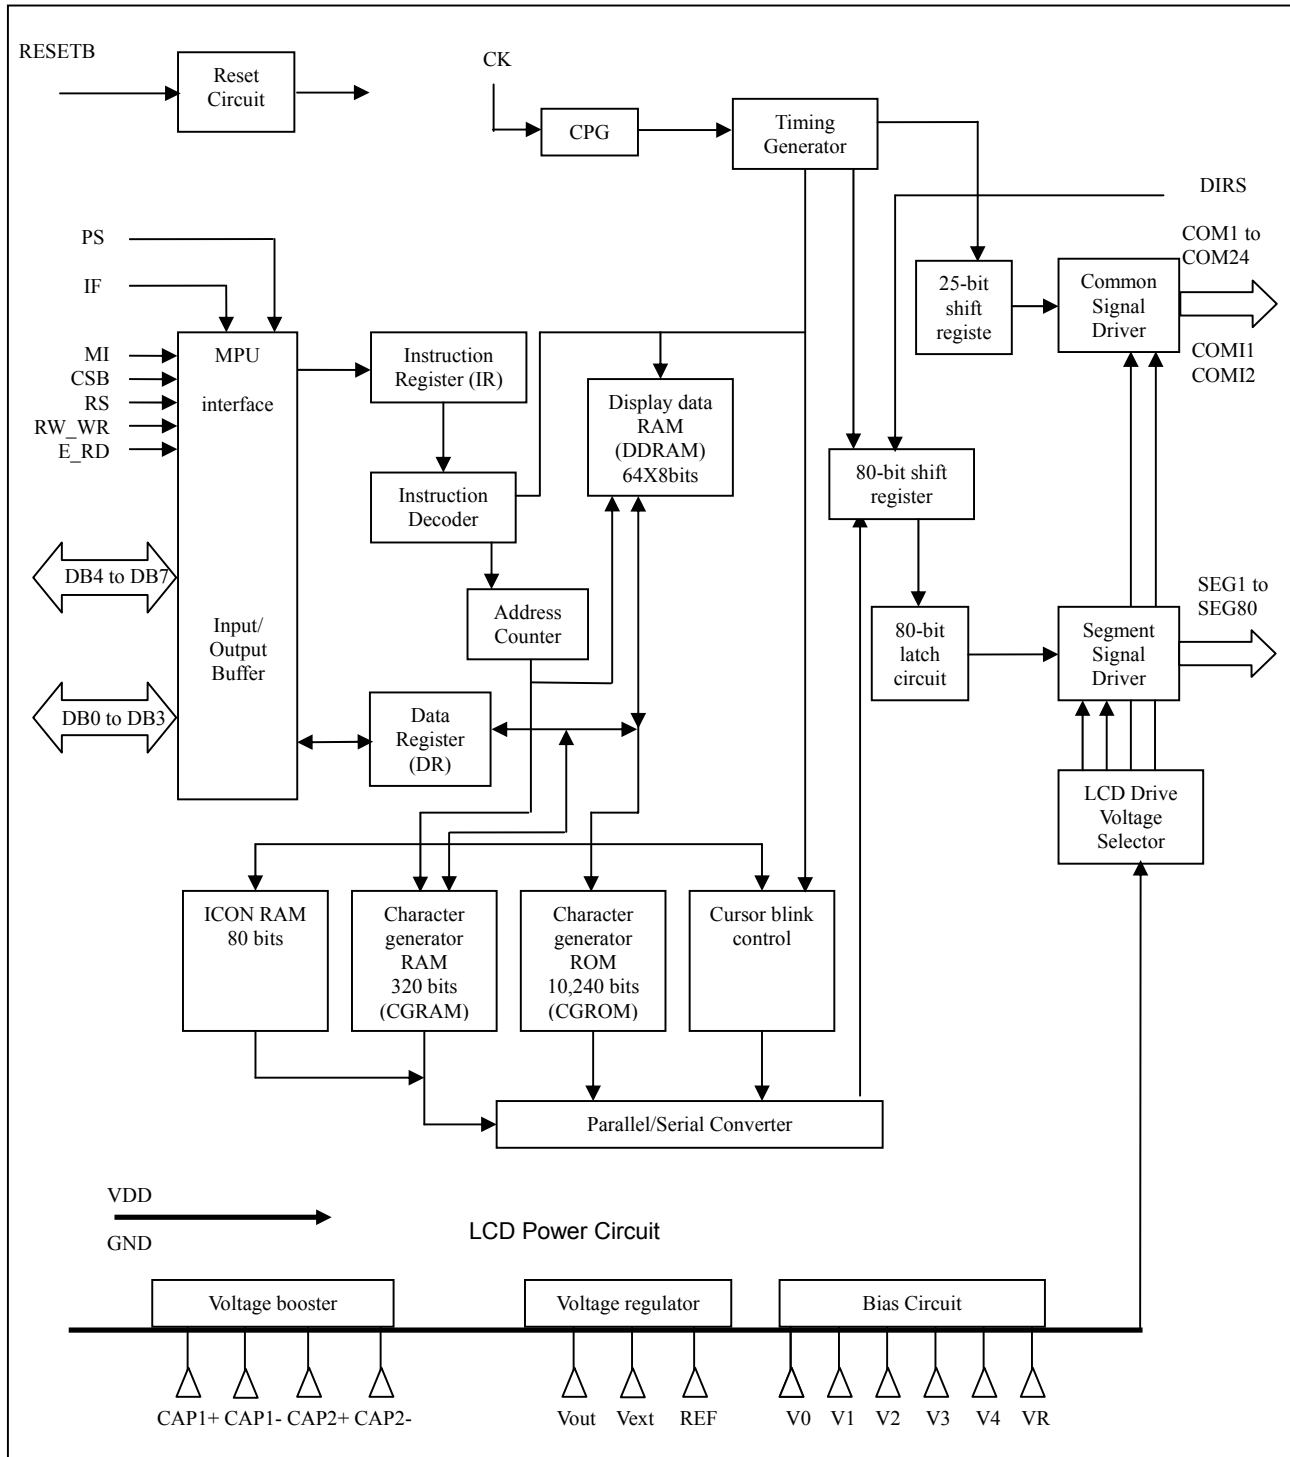 RESETB
Reset
Circuit
CK
CPG
Timing
Generator
DIRS
PS
IF
COM1 to
COM24
25-bit
shift
registe
Common
Signal
Driver
COMI1
COMI2
MI
CSB
RS
RW_WR
E_RD
MPU
interface
Instruction
Register (IR)
Display data
RAM
(DDRAM)
64X8bits
Instruction
Decoder
80-bit shift
register
DB4 to DB7
Address
Counter
80-bit
latch
circuit
Segment
Signal
Driver
SEG1 to
SEG80
Input/
Output
Buffer
DB0 to DB3
Data
Register
(DR)
LCD Drive
Voltage
Selector
ICON RAM
80 bits
Character
generator
RAM
320 bits
(CGRAM)
Character
generator
ROM
10,240 bits
(CGROM)
Cursor blink
control
Parallel/Serial Converter
VDD
GND
LCD Power Circuit
Voltage booster
Voltage regulator
Bias Circuit
CAP1+ CAP1- CAP2+ CAP2-
Vout Vext REF
V0 V1 V2 V3 V4 VR